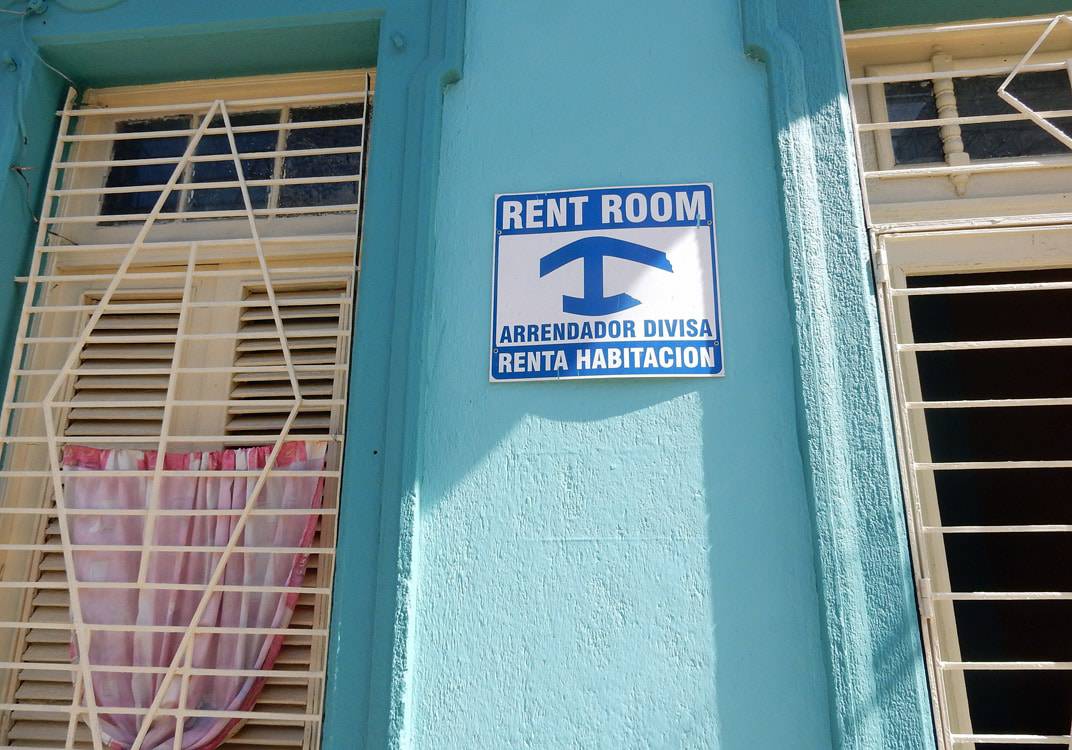 RENT ROOM
ARRENDADOR DIVISA
RENTA HABITACION